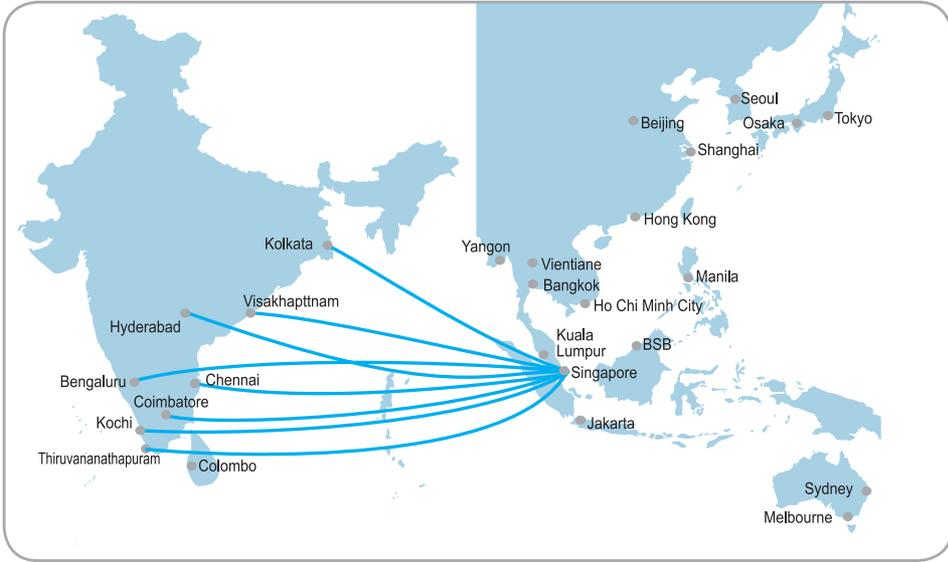 Seoul
Beijing
Osaka
Tokyo
Shanghai
Hong Kong
Kolkata
Yangon
Vientiane
Manila
Bangkok
Visakhapttnam
Ho Chi Minh City
Hyderabad
Kuala
Lumpur
BSB
Singapore
Bengaluru
Chennai
Coimbatore
Kochi
Jakarta
Thiruvananathapuram
Colombo
Sydney
Melbourne